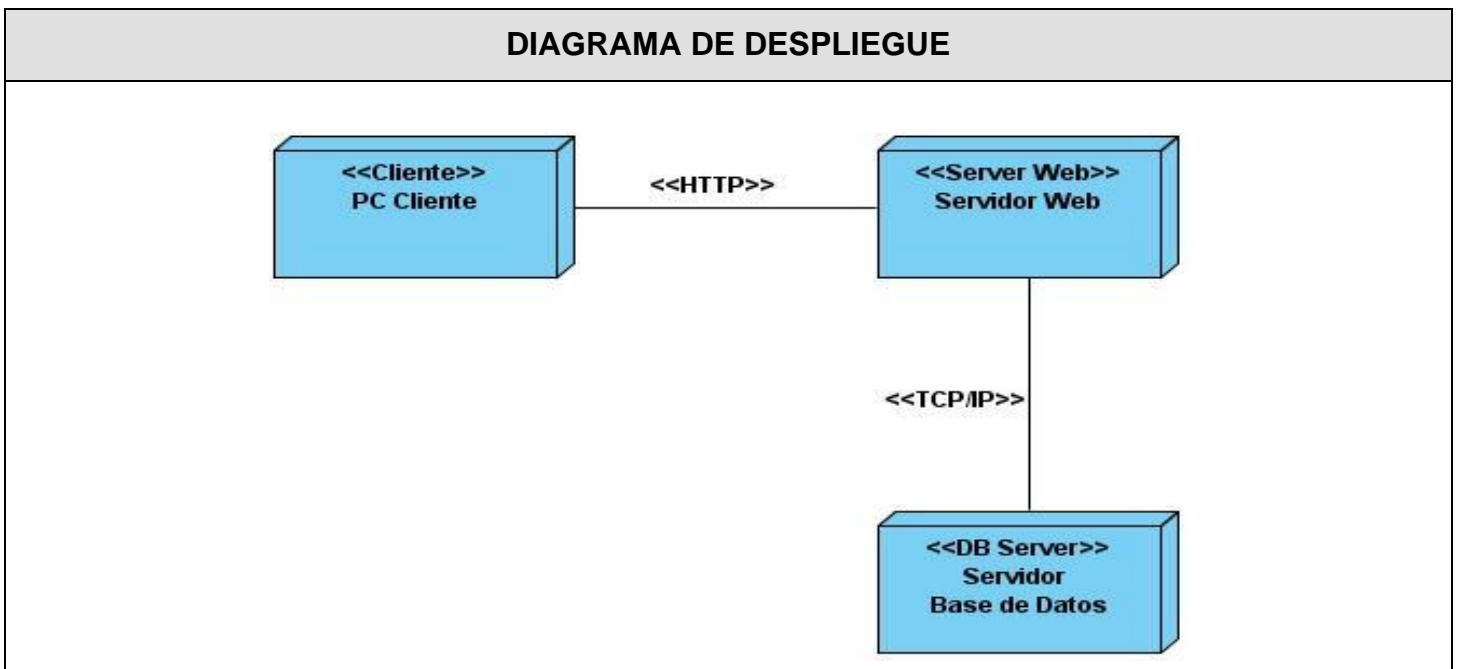 DIAGRAMA DE DESPLIEGUE
<<Cliente>>
PC Cliente
<<HTTP>>
<<Server Web>>
Servidor Web
<<TCP/IP>>
<<DB Server>>
Servidor
Base de Datos